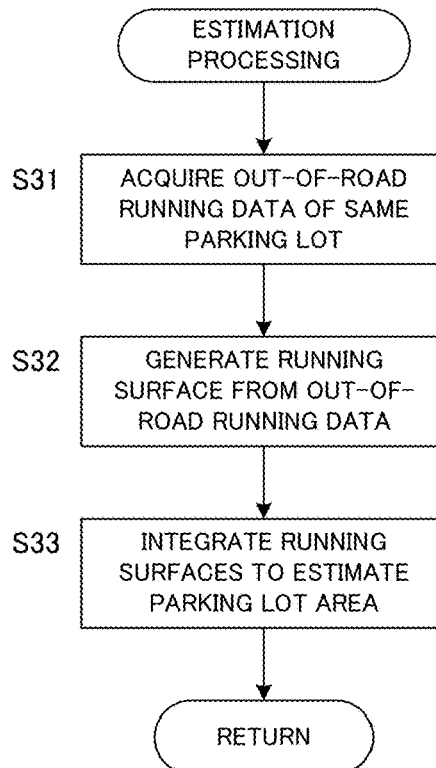 ESTIMATION
PROCESSING
S31
ACQUIRE OUT-OF-ROAD
RUNNING DATA OF SAME
PARKING LOT
S32
GENERATE RUNNING
SURFACE FROM OUT-OF-
ROAD RUNNING DATA
S33
INTEGRATE RUNNING
SURFACES TO ESTIMATE
PARKING LOT AREA
RETURN